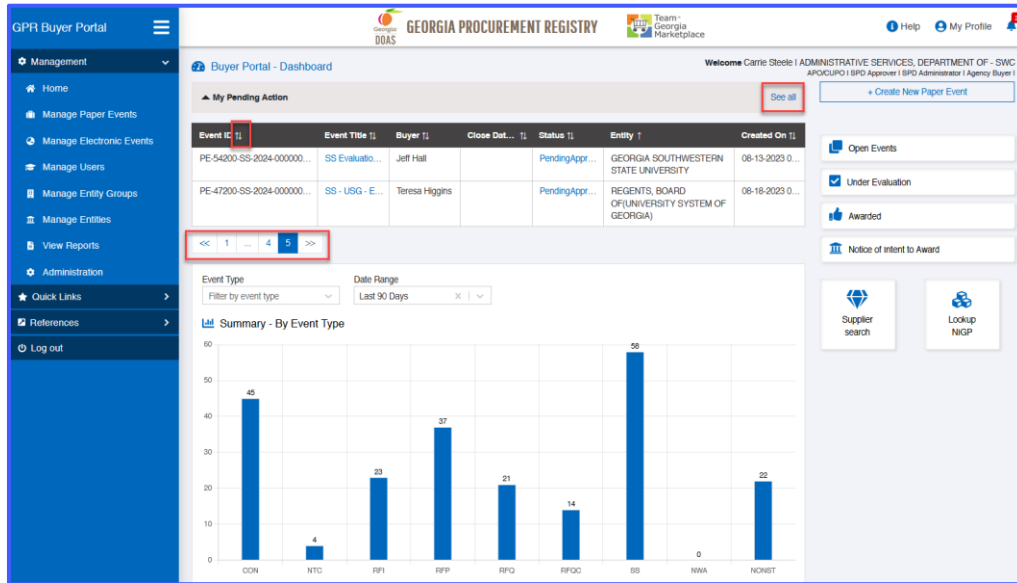 GPR Buyer Portal
Georgia
DOAS
GEORGIA PROCUREMENT REGISTRY
Team
Georgia
Marketplace
Help
My Profile
Management
Home
Manage Paper Events
Manage Electronic Events
Manage Users
Manage Entity Groups
Manage Entities
View Reports
Administration
Quick Links
References
Log out
Buyer Portal - Dashboard
Welcome Carrie Steele I ADMINISTRATIVE SERVICES, DEPARTMENT OF - SWC
APO/CUPO I SPD Approver I SPD Administrator I Agency Buyer I
My Pending Action
See all
+ Create New Paper Event
Event ID Event Title Buyer Close Dat... Status Entity Created On
PE-54200-SS-2024-000000... SS Evaluatio... Jeff Hall PendingAppr... GEORGIA SOUTHWESTERN 08-13-2023 0...
STATE UNIVERSITY
PE-47200-SS-2024-000000... SS - USG - E... Teresa Higgins PendingAppr... REGENTS, BOARD 08-18-2023 0...
OF(UNIVERSITY SYSTEM OF
GEORGIA)
<< 1 ... 4 5 >>
Open Events
Under Evaluation
Awarded
Notice of Intent to Award
Supplier
search
Lookup
NIGP
Event Type Date Range
Filter by event type Last 90 Days X
Summary - By Event Type
60
50
40
30
20
10
0
45
4
23
37
21
14
58
0
22
CON NTC RFI RFP RFQ RFQC SS NWA NONST